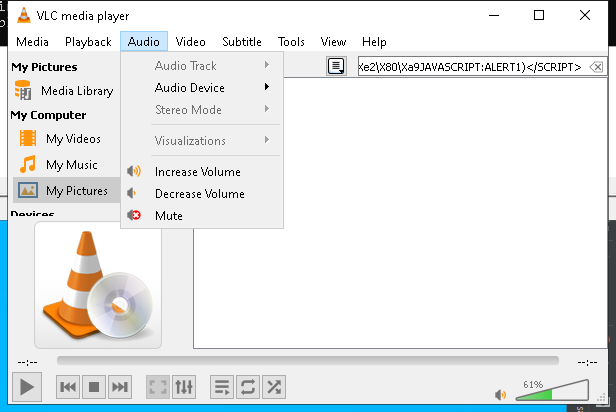 VLC media player
Media Playback Audio Video Subtitle Tools View Help
My Pictures
Media Library
My Computer
My Videos
My Music
My Pictures
Devices
Audio Track
Audio Device
Stereo Mode
Visualizations
Increase Volume
Decrease Volume
Mute
Xe2\X80\Xa9JAVASCRIPT:ALERT1)</SCRIPT>
--:-- --:--
61%